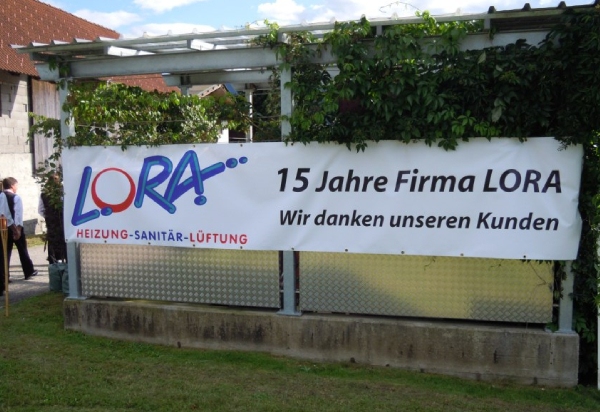 LORA
HEIZUNG-SANITÄR-LÜFTUNG
15 Jahre Firma LORA
Wir danken unseren Kunden